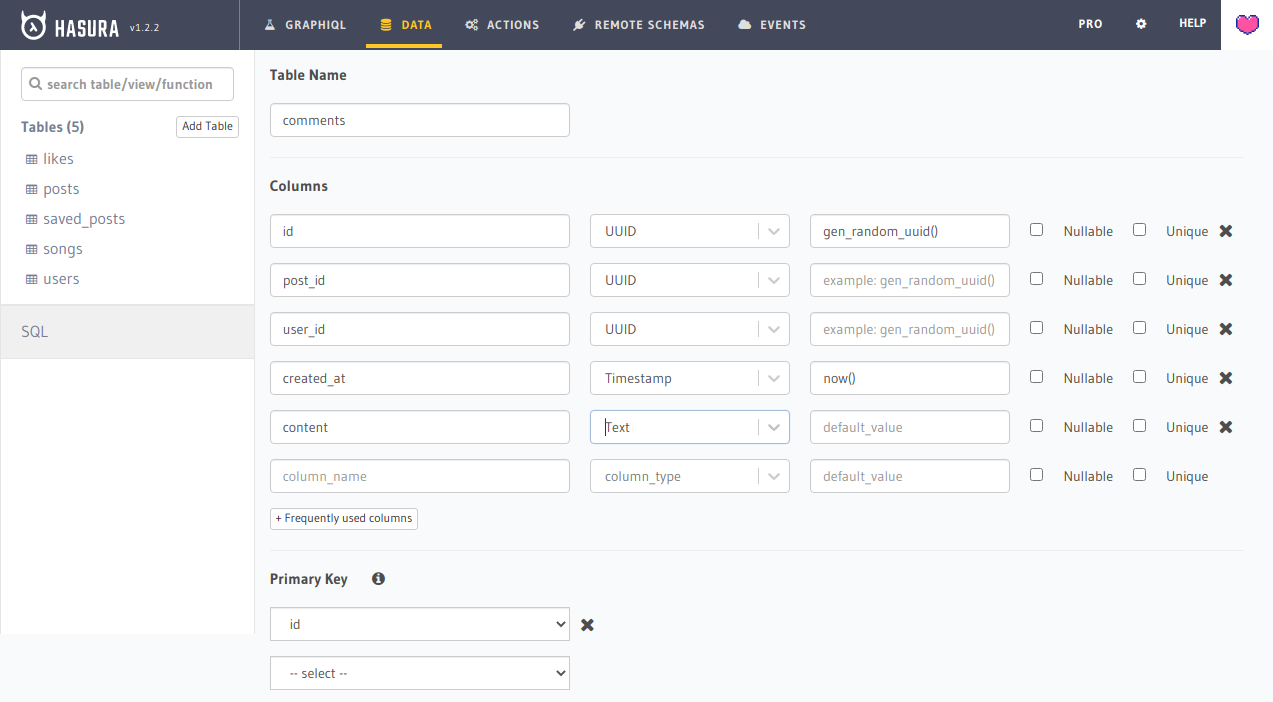 HASURA v1.2.2 GRAPHIQL DATA ACTIONS REMOTE SCHEMAS EVENTS PRO HELP
search table/view/function
Tables (5) Add Table
likes
posts
saved_posts
songs
users
SQL
Table Name
comments
Columns
id UUID gen_random_uuid() Nullable Unique
post_id UUID example: gen_random_uuid() Nullable Unique
user_id UUID example: gen_random_uuid() Nullable Unique
created_at Timestamp now() Nullable Unique
content Text default_value Nullable Unique
column_name column_type default_value Nullable Unique
+ Frequently used columns
Primary Key
id
-- select --